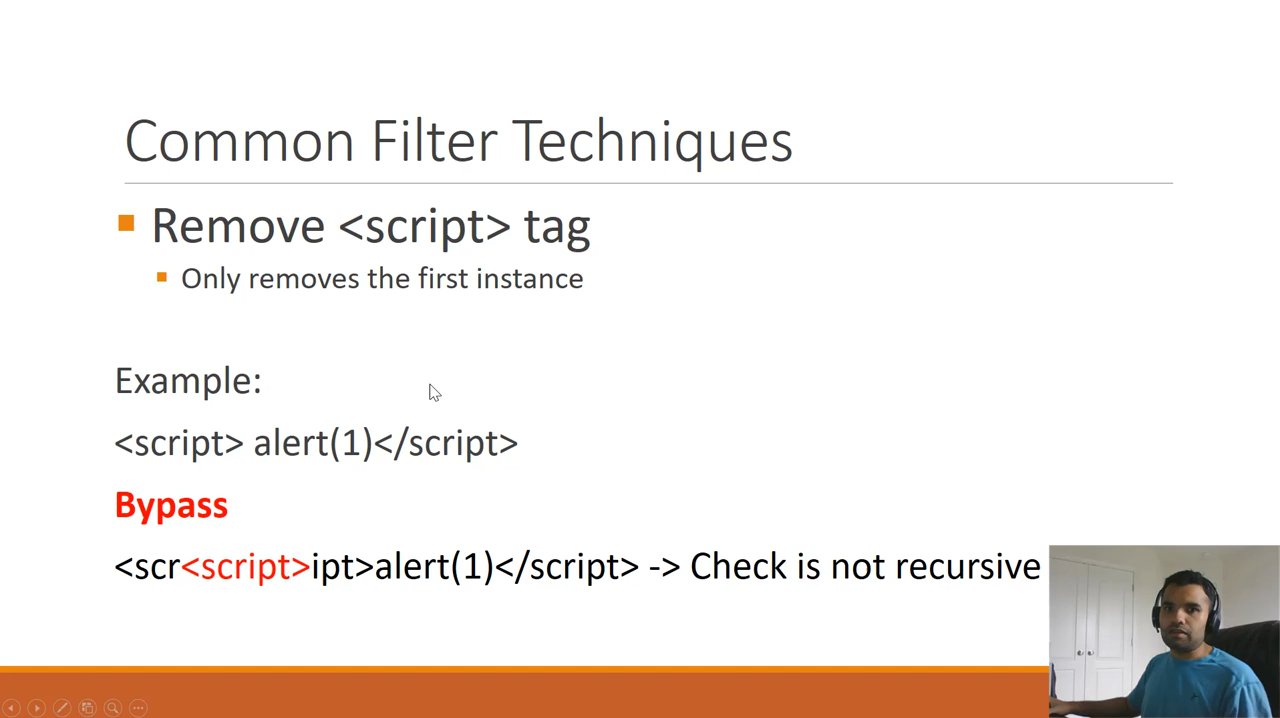 Common Filter Techniques
Remove <script> tag
Only removes the first instance
Example:
<script> alert(1)</script>
Bypass
<scr<script>ipt>alert(1)</script> -> Check is not recursive